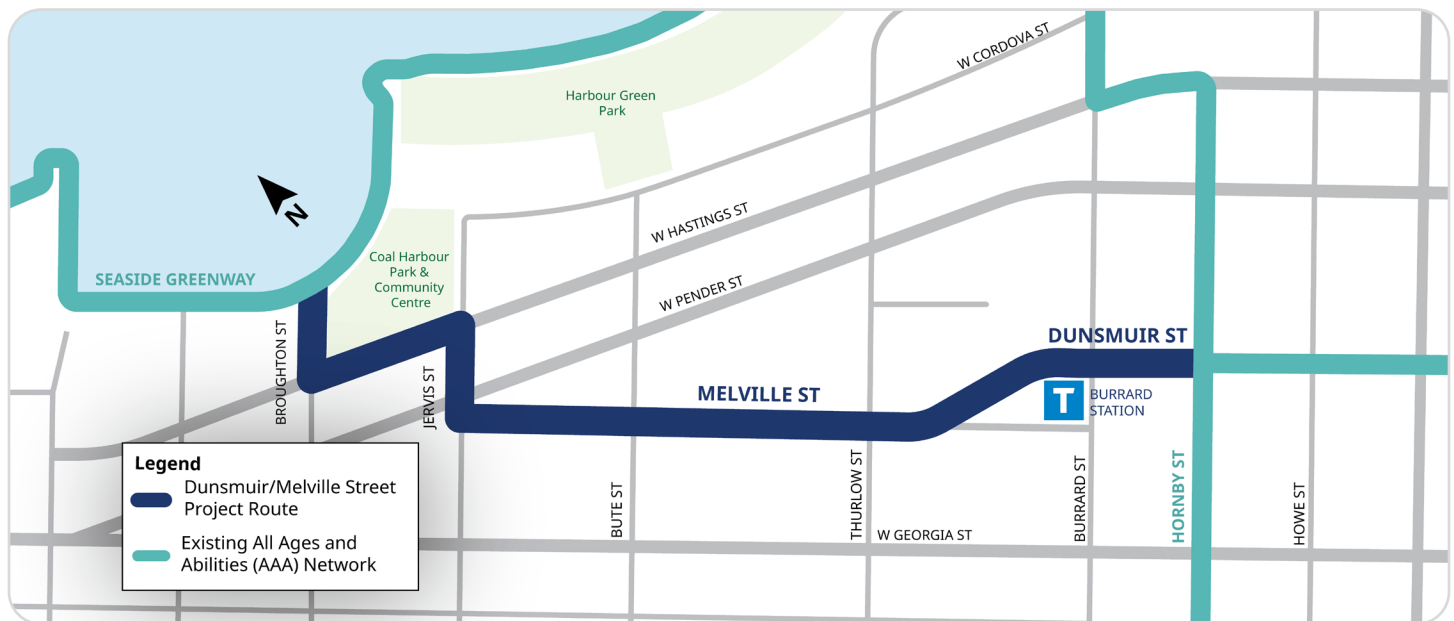 W CORDOVA ST
Harbour Green
Park
N
W HASTINGS ST
Coal Harbour
Park &
Community
Centre
SEASIDE GREENWAY
W PENDER ST
BROUGHTON ST
DUNSMUIR ST
JERVIS ST
MELVILLE ST
T
BURRARD
STATION
Legend
Dunsmuir/Melville Street
Project Route
Existing All Ages and
Abilities (AAA) Network
BUTE ST
THURLOW ST
W GEORGIA ST
BURRARD ST
HORNBY ST
HOWE ST